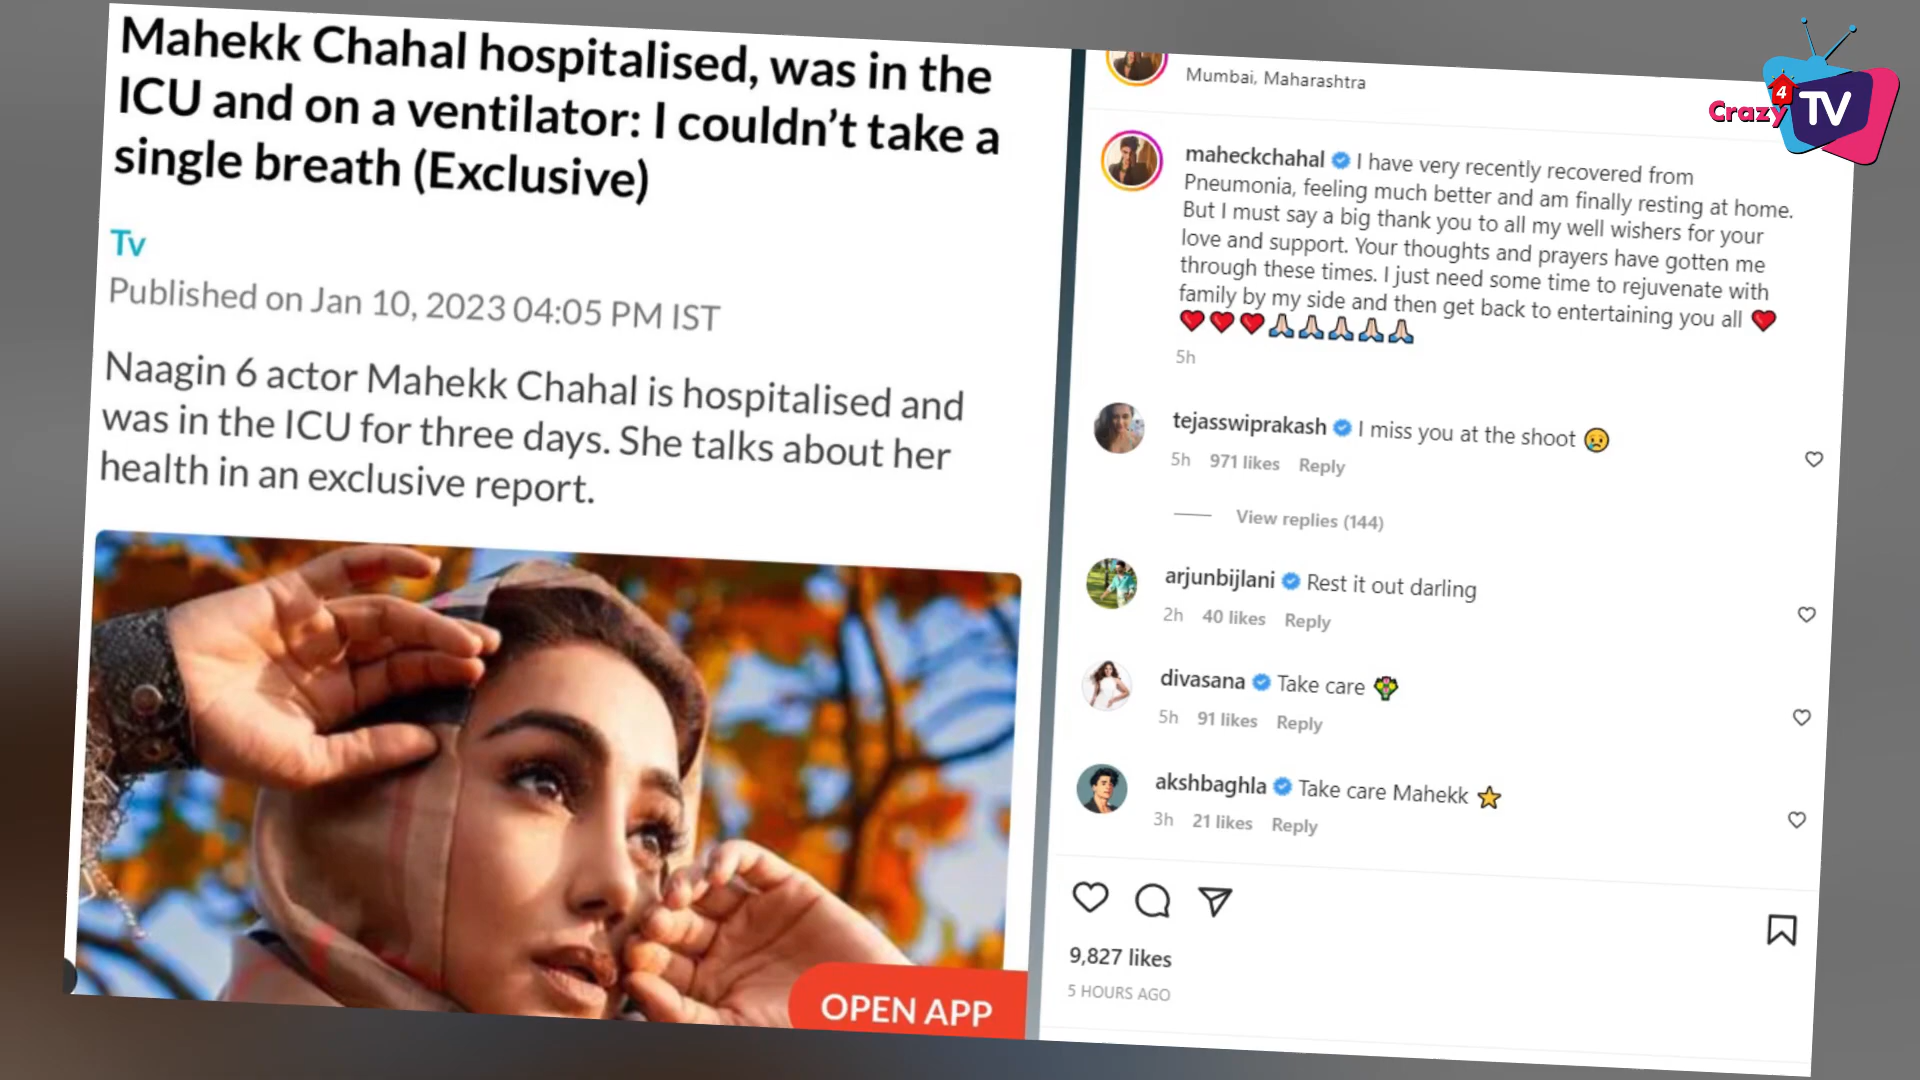 Mahekk Chahal hospitalised, was in the
ICU and on a ventilator: I couldn't take a
single breath (Exclusive)
Tv
Published on Jan 10, 2023 04:05 PM IST
Naagin 6 actor Mahekk Chahal is hospitalised and
was in the ICU for three days. She talks about her
health in an exclusive report.
OPEN APP
Mumbai, Maharashtra
maheckchahal I have very recently recovered from
Pneumonia, feeling much better and am finally resting at home.
But I must say a big thank you to all my well wishers for your
love and support. Your thoughts and prayers have gotten me
through these times. I just need some time to rejuvenate with
family by my side and then get back to entertaining you all ❤️
❤️❤️❤️🙏🏻🙏🏻🙏🏻🙏🏻🙏🏻
5h
tejasswiprakash I miss you at the shoot 😢
5h 971 likes Reply
View replies (144)
arjunbijlani Rest it out darling
2h 40 likes Reply
divasana Take care 💐
5h 91 likes Reply
akshbaghla Take care Mahekk ⭐
3h 21 likes Reply
9,827 likes
5 HOURS AGO
Crazy 4 TV